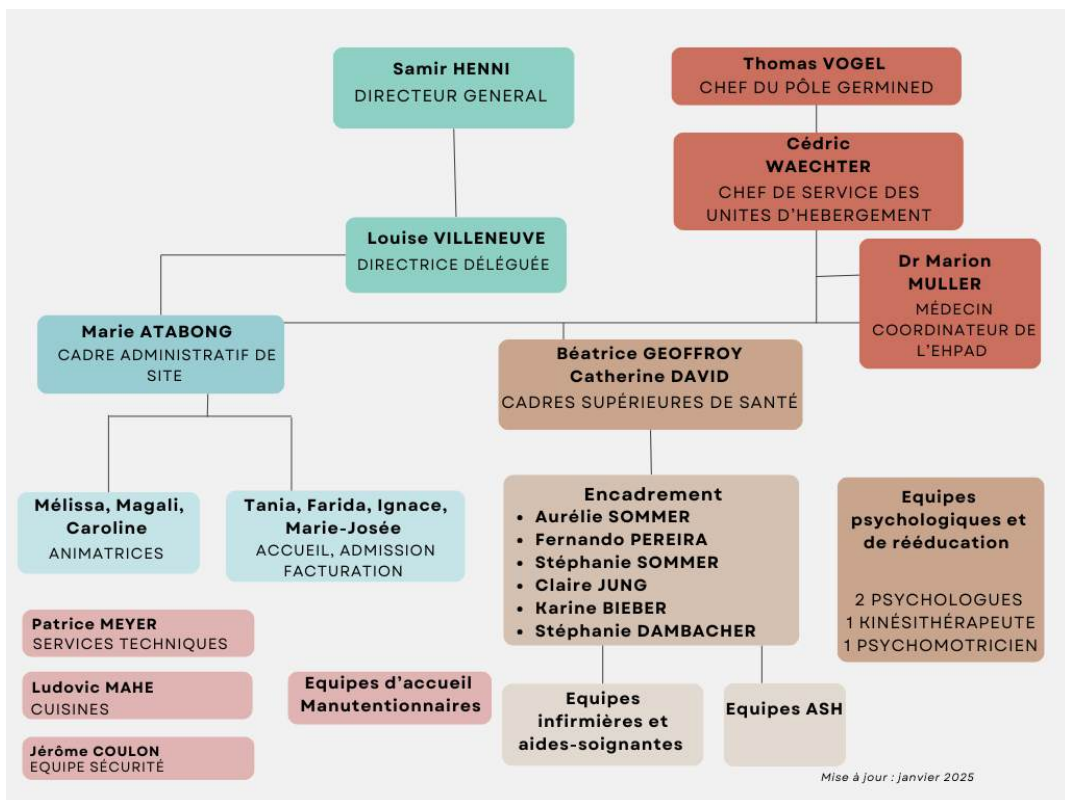 Samir HENNI
DIRECTEUR GENERAL
Thomas VOGEL
CHEF DU PÔLE GERMINED
Cédric
WAECHTER
CHEF DE SERVICE DES
UNITES D'HEBERGEMENT
Louise VILLENEUVE
DIRECTRICE DÉLÉGUÉE
Dr Marion
MULLER
MÉDECIN
COORDINATEUR DE
L'EHPAD
Marie ATABONG
CADRE ADMINISTRATIF DE
SITE
Béatrice GEOFFROY
Catherine DAVID
CADRES SUPÉRIEURES DE SANTÉ
Mélissa, Magali,
Caroline
ANIMATRICES
Tania, Farida, Ignace,
Marie-Josée
ACCUEIL, ADMISSION
FACTURATION
Encadrement
• Aurélie SOMMER
• Fernando PEREIRA
• Stéphanie SOMMER
• Claire JUNG
• Karine BIEBER
• Stéphanie DAMBACHER
Equipes
psychologiques et
de rééducation
2 PSYCHOLOGUES
1 KINÉSITHÉRAPEUTE
1 PSYCHOMOTRICIEN
Patrice MEYER
SERVICES TECHNIQUES
Ludovic MAHE
CUISINES
Jérôme COULON
EQUIPE SÉCURITÉ
Equipes d'accueil
Manutentionnaires
Equipes
infirmières et
aides-soignantes
Equipes ASH
Mise à jour : janvier 2025